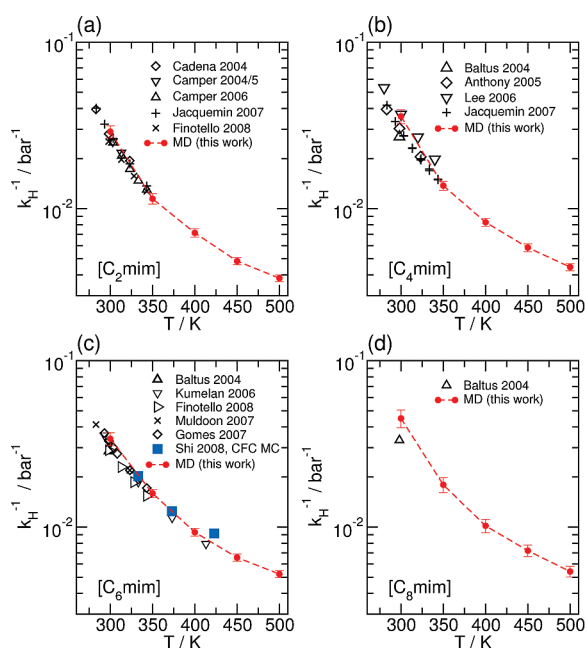 (a)
10⁻¹
10⁻²
k_H⁻¹ / bar⁻¹
Cadena 2004
Camper 2004/5
Camper 2006
Jacquemin 2007
Finotello 2008
MD (this work)
[C₂mim]
300 350 400 450 500
T / K
(b)
10⁻¹
10⁻²
k_H⁻¹ / bar⁻¹
Baltus 2004
Anthony 2005
Lee 2006
Jacquemin 2007
MD (this work)
[C₄mim]
300 350 400 450 500
T / K
(c)
10⁻¹
10⁻²
k_H⁻¹ / bar⁻¹
Baltus 2004
Kumelan 2006
Finotello 2008
Muldoon 2007
Gomes 2007
Shi 2008, CFC MC
MD (this work)
[C₆mim]
300 350 400 450 500
T / K
(d)
10⁻¹
10⁻²
k_H⁻¹ / bar⁻¹
Baltus 2004
MD (this work)
[C₈mim]
300 350 400 450 500
T / K